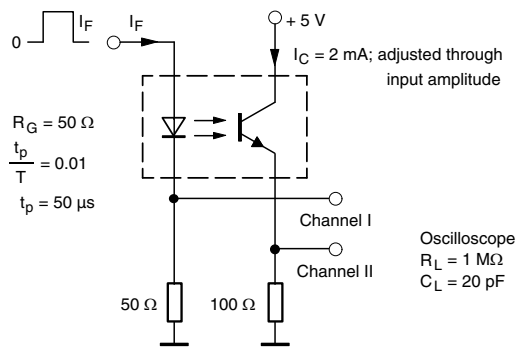 0
I_F
I_F
+ 5 V
I_C = 2 mA; adjusted through
input amplitude
R_G = 50 Ω
t_p
T
= 0.01
t_p = 50 µs
Channel I
Channel II
Oscilloscope
R_L = 1 MΩ
C_L = 20 pF
50 Ω
100 Ω